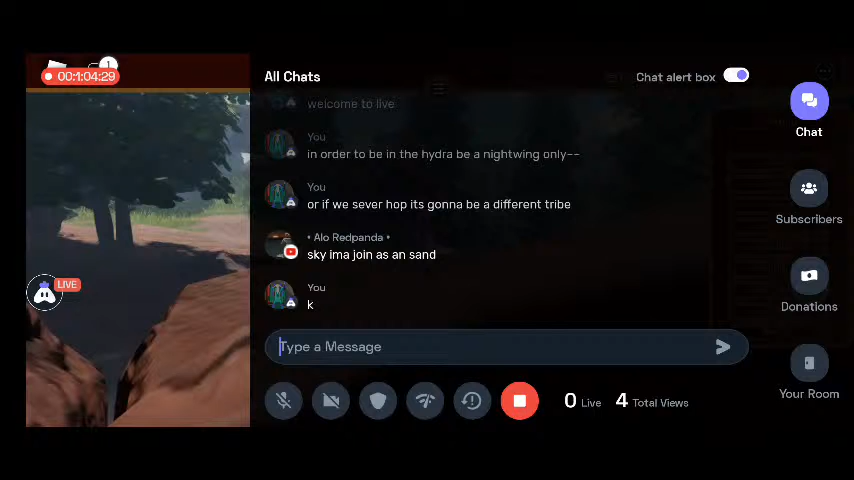 1
00:1:04:29
All Chats
Chat alert box
welcome to live
You
in order to be in the hydra be a nightwing only--
You
or if we sever hop its gonna be a different tribe
• Alo Redpanda •
sky ima join as an sand
You
k
LIVE
Type a Message
0 Live 4 Total Views
Chat
Subscribers
Donations
Your Room